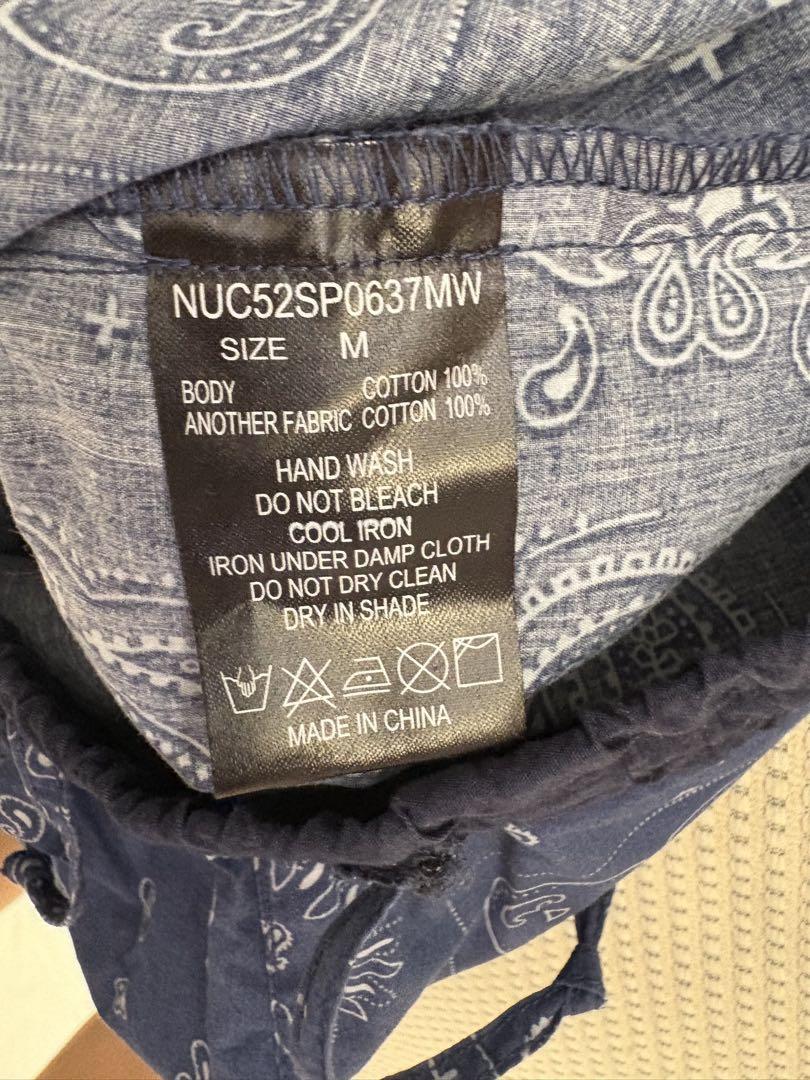 NUC52SP0637MW
SIZE M
BODY COTTON 100%
ANOTHER FABRIC COTTON 100%
HAND WASH
DO NOT BLEACH
COOL IRON
IRON UNDER DAMP CLOTH
DO NOT DRY CLEAN
DRY IN SHADE
MADE IN CHINA